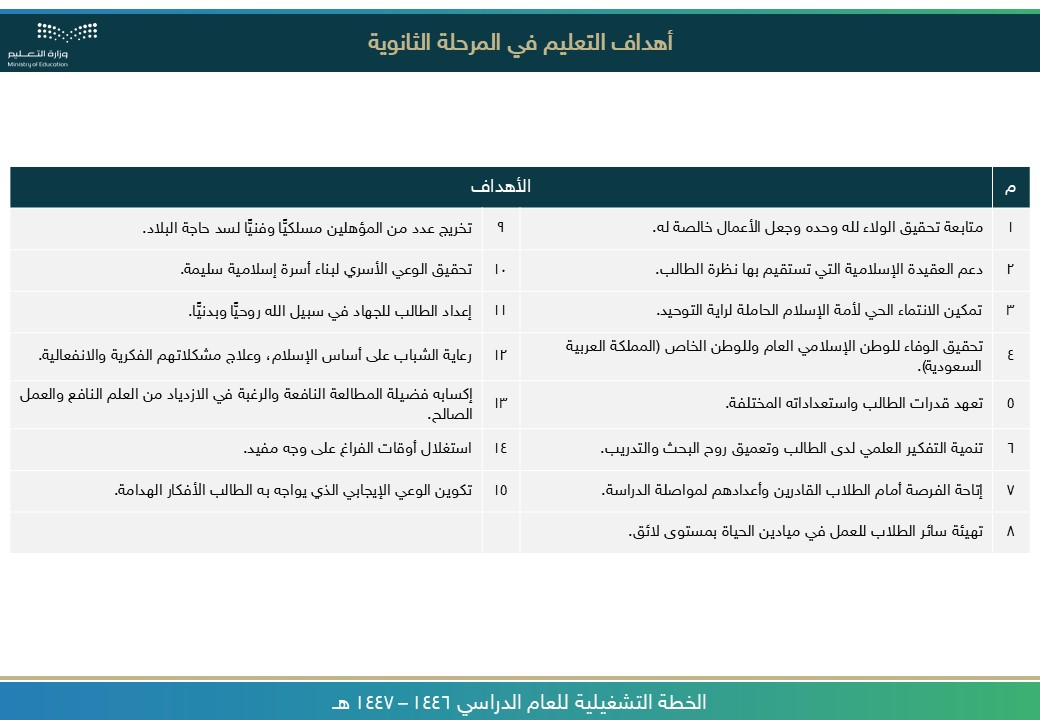 وزارة التعليم
Ministry of Education
أهداف التعليم في المرحلة الثانوية
م
الأهداف
١
متابعة تحقيق الولاء لله وحده وجعل الأعمال خالصة له.
٩
تخريج عدد من المؤهلين مسلكيًّا وفنيًّا لسد حاجة البلاد.
٢
دعم العقيدة الإسلامية التي تستقيم بها نظرة الطالب.
١٠
تحقيق الوعي الأسري لبناء أسرة إسلامية سليمة.
٣
تمكين الانتماء الحي لأمة الإسلام الحاملة لراية التوحيد.
١١
إعداد الطالب للجهاد في سبيل الله روحيًّا وبدنيًّا.
٤
تحقيق الوفاء للوطن الإسلامي العام وللوطن الخاص (المملكة العربية
السعودية).
١٢
رعاية الشباب على أساس الإسلام، وعلاج مشكلاتهم الفكرية والانفعالية.
٥
تعهد قدرات الطالب واستعداداته المختلفة.
١٣
إكسابه فضيلة المطالعة النافعة والرغبة في الازدياد من العلم النافع والعمل
الصالح.
٦
تنمية التفكير العلمي لدى الطالب وتعميق روح البحث والتدريب.
١٤
استغلال أوقات الفراغ على وجه مفيد.
٧
إتاحة الفرصة أمام الطلاب القادرين وأعدادهم لمواصلة الدراسة.
١٥
تكوين الوعي الإيجابي الذي يواجه به الطالب الأفكار الهدامة.
٨
تهيئة سائر الطلاب للعمل في ميادين الحياة بمستوى لائق.
الخطة التشغيلية للعام الدراسي ١٤٤٦ – ١٤٤٧ هـ